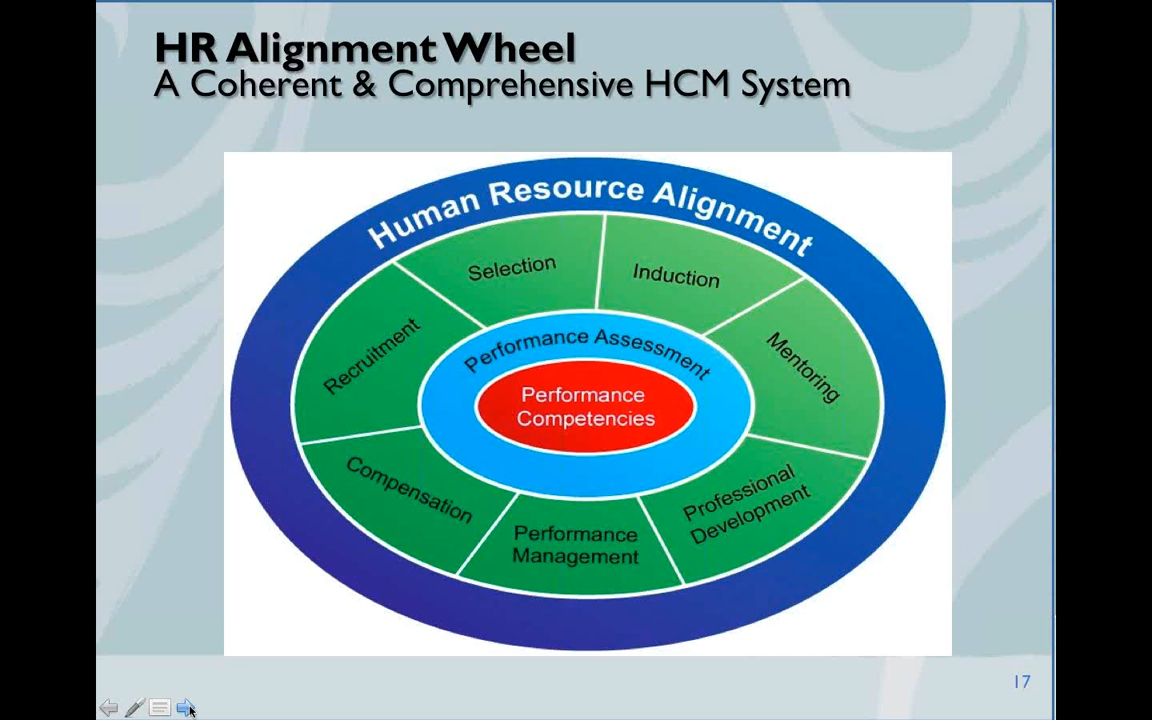 HR Alignment Wheel
A Coherent & Comprehensive HCM System
Human Resource Alignment
Selection
Induction
Recruitment
Mentoring
Performance Assessment
Performance
Competencies
Compensation
Performance
Management
Professional
Development
17